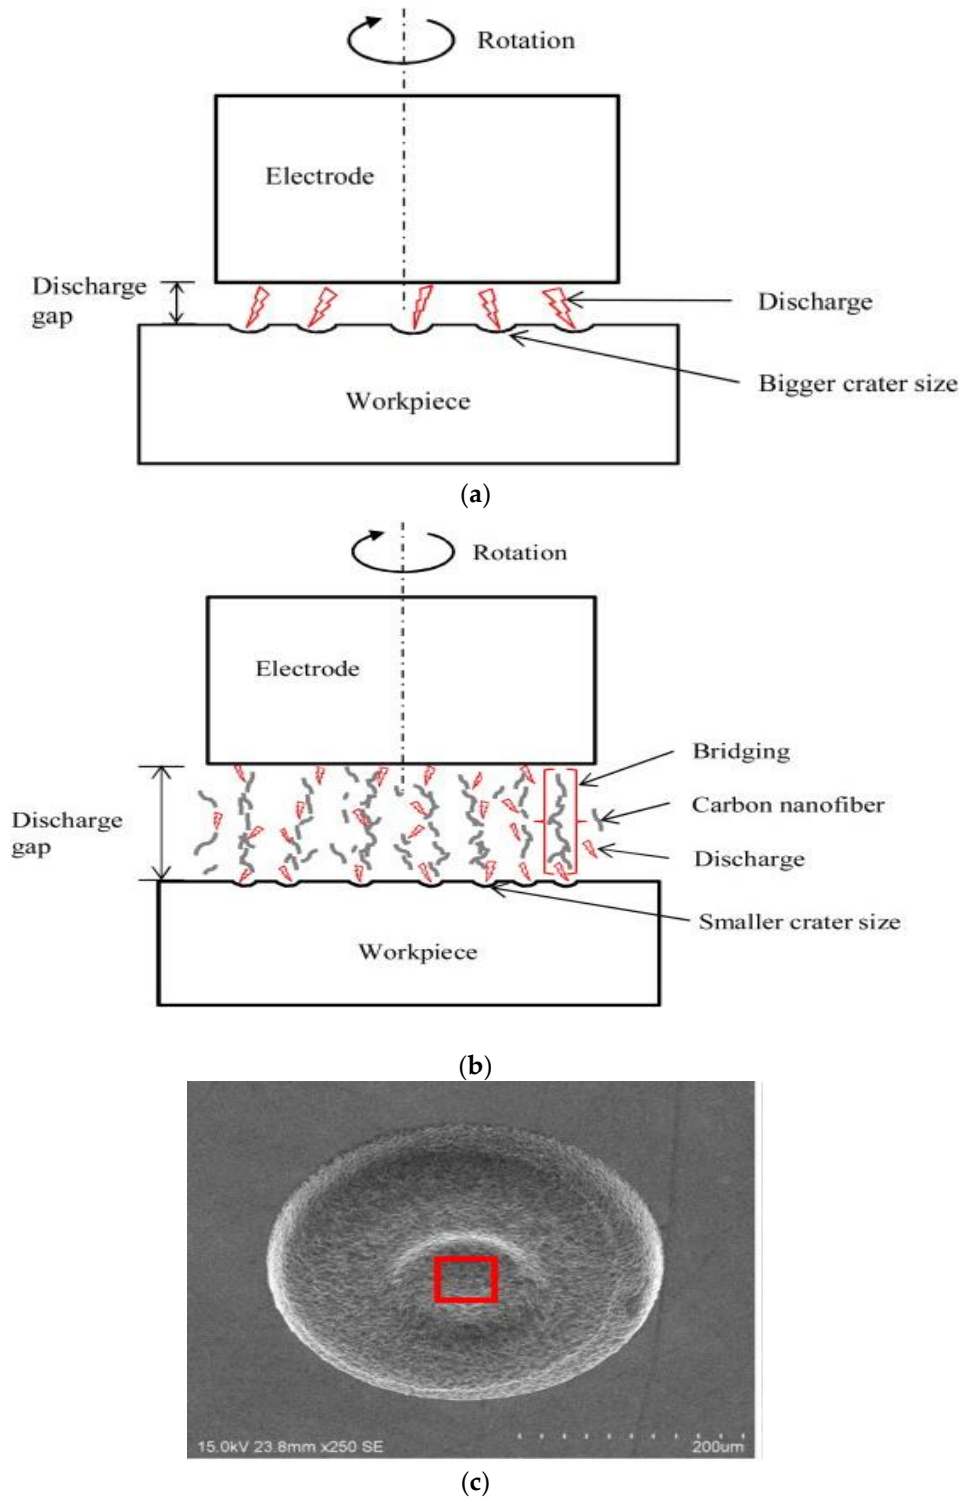 Rotation
Electrode
Discharge
gap
Discharge
Bigger crater size
Workpiece
(a)
Rotation
Electrode
Bridging
Carbon nanofiber
Discharge
gap
Discharge
Smaller crater size
Workpiece
(b)
15.0kV 23.8mm x250 SE
200um
(c)